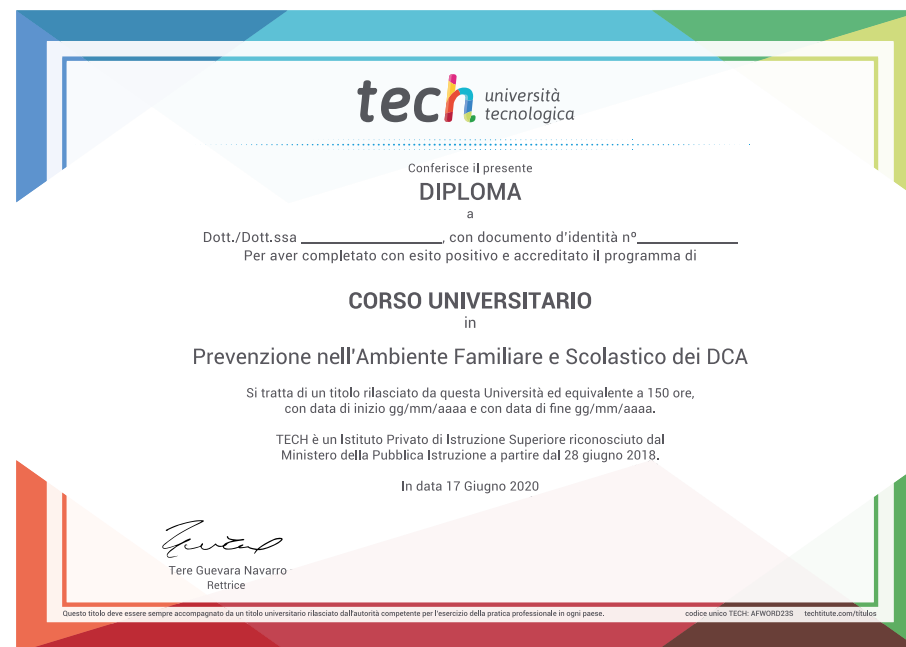 tech università
tecnologica
Conferisce il presente
DIPLOMA
a
Dott./Dott.ssa _______________, con documento d'identità nº___________
Per aver completato con esito positivo e accreditato il programma di
CORSO UNIVERSITARIO
in
Prevenzione nell'Ambiente Familiare e Scolastico dei DCA
Si tratta di un titolo rilasciato da questa Università ed equivalente a 150 ore,
con data di inizio gg/mm/aaaa e con data di fine gg/mm/aaaa.
TECH è un Istituto Privato di Istruzione Superiore riconosciuto dal
Ministero della Pubblica Istruzione a partire dal 28 giugno 2018.
In data 17 Giugno 2020
Tere Guevara Navarro
Rettrice
Questo titolo deve essere sempre accompagnato da un titolo universitario rilasciato dall'autorità competente per l'esercizio della pratica professionale in ogni paese. codice unico TECH: AFWORD23S techtitute.com/títulos